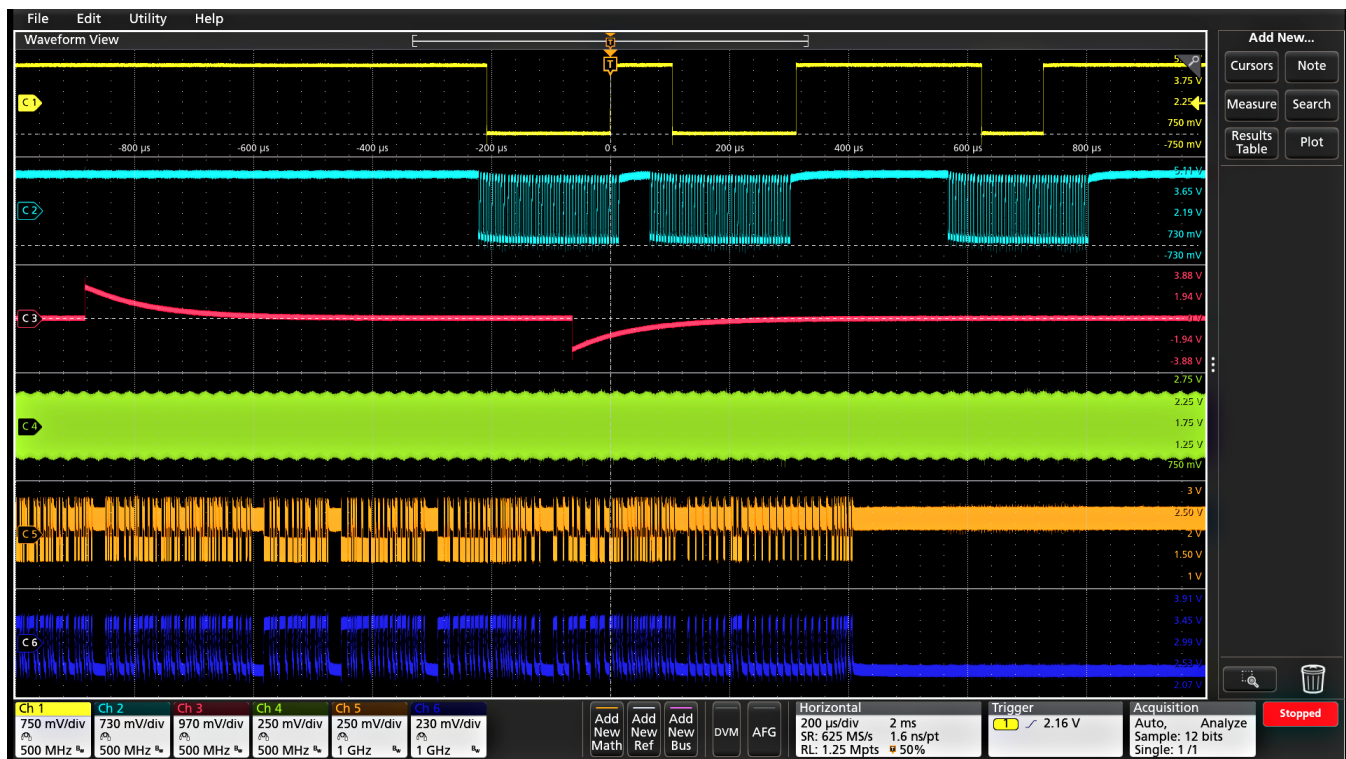 File Edit Utility Help
Waveform View
T
Add New...
Cursors Note
Measure Search
Results Table Plot
T
C 1
3.75 V
2.25
750 mV
-750 mV
-800 µs -600 µs -400 µs -200 µs 0 s 200 µs 400 µs 600 µs 800 µs
C 2
5.11 V
3.65 V
2.19 V
730 mV
-730 mV
C 3
3.88 V
1.94 V
-1.94 V
-3.88 V
C 4
2.75 V
2.25 V
1.75 V
1.25 V
750 mV
C 5
3 V
2.50 V
2 V
1.50 V
1 V
C 6
3.91 V
3.45 V
2.99 V
2.53 V
2.07 V
Ch 1 Ch 2 Ch 3 Ch 4 Ch 5 Ch 6
750 mV/div 730 mV/div 970 mV/div 250 mV/div 250 mV/div 230 mV/div
500 MHz Bw 500 MHz Bw 500 MHz Bw 500 MHz Bw 1 GHz Bw 1 GHz Bw
Add New Math
Add New Ref
Add New Bus
DVM
AFG
Horizontal
200 µs/div 2 ms
SR: 625 MS/s 1.6 ns/pt
RL: 1.25 Mpts 50%
Trigger
1 2.16 V
Acquisition
Auto, Analyze
Sample: 12 bits
Single: 1 /1
Stopped